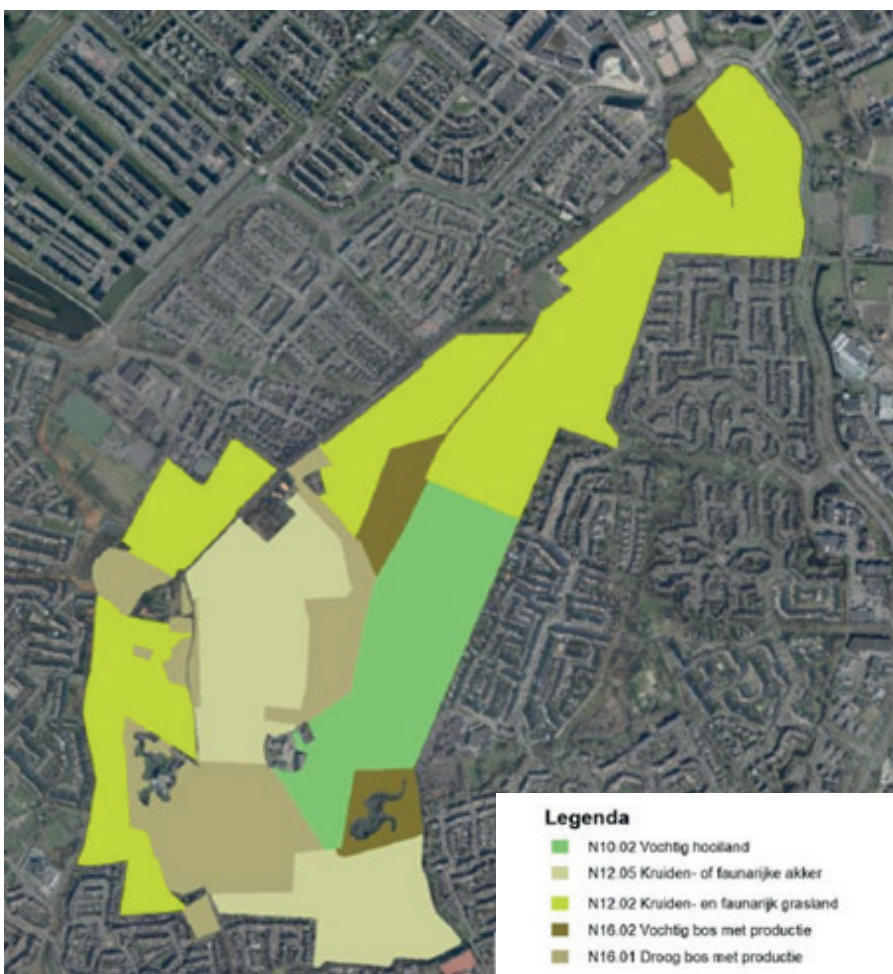 Legenda
N10.02 Vochtig hooiland
N12.05 Kruiden- of faunarijke akker
N12.02 Kruiden- en faunarijk grasland
N16.02 Vochtig bos met productie
N16.01 Droog bos met productie